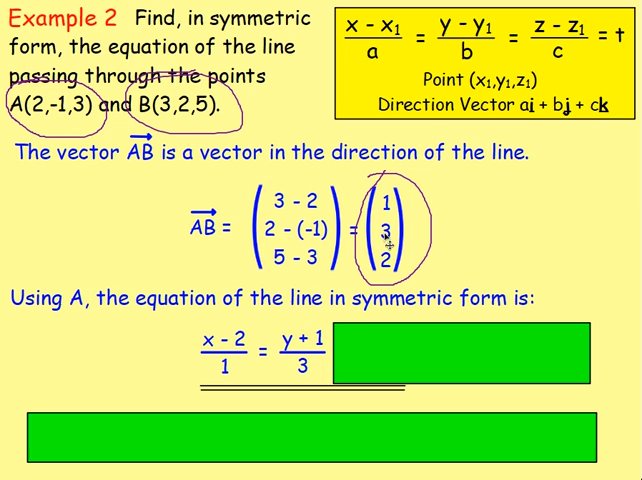 Example 2 Find, in symmetric
form, the equation of the line
passing through the points
A(2,-1,3) and B(3,2,5).
x - x₁ / a = y - y₁ / b = z - z₁ / c = t
Point (x₁,y₁,z₁)
Direction Vector ai + bj + ck
The vector AB is a vector in the direction of the line.
AB = ( 3 - 2 ; 2 - (-1) ; 5 - 3 ) = ( 1 ; 3 ; 2 )
Using A, the equation of the line in symmetric form is:
x - 2 / 1 = y + 1 / 3